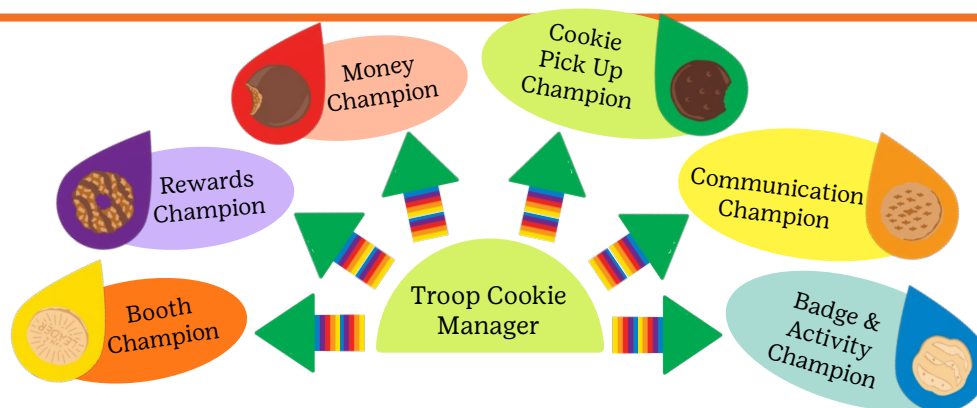 Cookie
Pick Up
Champion
Money
Champion
Rewards
Champion
Communication
Champion
Booth
Champion
Troop Cookie
Manager
Badge &
Activity
Champion